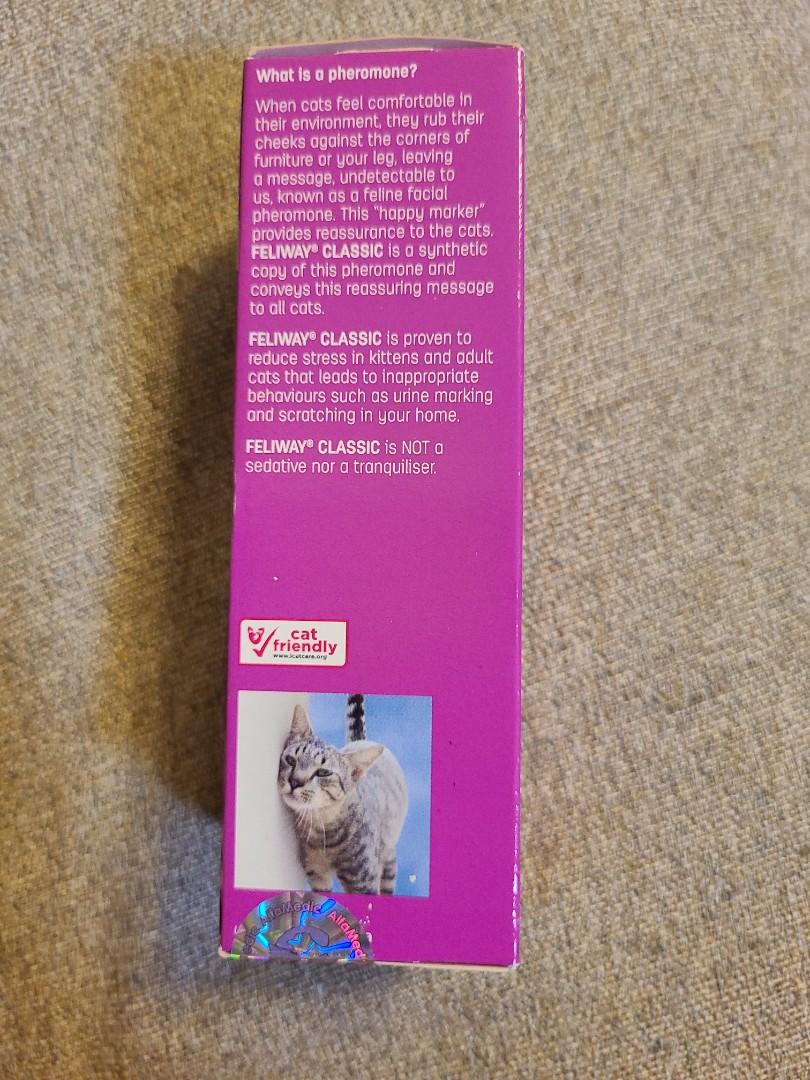 What is a pheromone?
When cats feel comfortable in
their environment, they rub their
cheeks against the corners of
furniture or your leg, leaving
a message, undetectable to
us, known as a feline facial
pheromone. This "happy marker"
provides reassurance to the cats.
FELIWAY® CLASSIC is a synthetic
copy of this pheromone and
conveys this reassuring message
to all cats.
FELIWAY® CLASSIC is proven to
reduce stress in kittens and adult
cats that leads to inappropriate
behaviours such as urine marking
and scratching in your home.
FELIWAY® CLASSIC is NOT a
sedative nor a tranquiliser.
cat
friendly
www.icatcare.org
AlfaMedic
AlfaMed